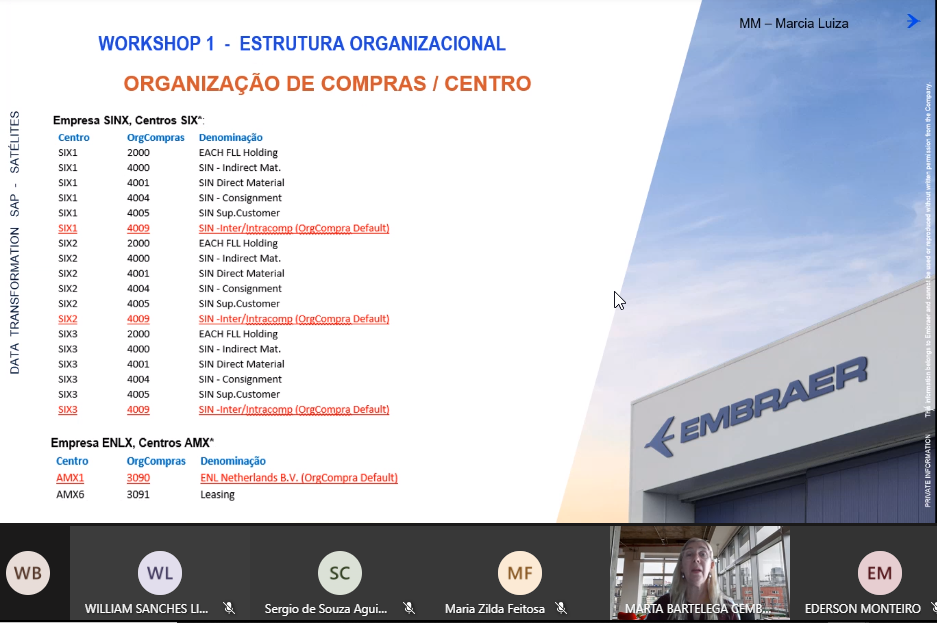 MM – Marcia Luiza
WORKSHOP 1 - ESTRUTURA ORGANIZACIONAL
ORGANIZAÇÃO DE COMPRAS / CENTRO
DATA TRANSFORMATION SAP - SATÉLITES
Empresa SINX, Centros SIX*:
Centro OrgCompras Denominação
SIX1 2000 EACH FLL Holding
SIX1 4000 SIN - Indirect Mat.
SIX1 4001 SIN Direct Material
SIX1 4004 SIN - Consignment
SIX1 4005 SIN Sup.Customer
SIX1 4009 SIN -Inter/Intracomp (OrgCompra Default)
SIX2 2000 EACH FLL Holding
SIX2 4000 SIN - Indirect Mat.
SIX2 4001 SIN Direct Material
SIX2 4004 SIN - Consignment
SIX2 4005 SIN Sup.Customer
SIX2 4009 SIN -Inter/Intracomp (OrgCompra Default)
SIX3 2000 EACH FLL Holding
SIX3 4000 SIN - Indirect Mat.
SIX3 4001 SIN Direct Material
SIX3 4004 SIN - Consignment
SIX3 4005 SIN Sup.Customer
SIX3 4009 SIN -Inter/Intracomp (OrgCompra Default)
Empresa ENLX, Centros AMX*
Centro OrgCompras Denominação
AMX1 3090 ENL Netherlands B.V. (OrgCompra Default)
AMX6 3091 Leasing
EMBRAER
PRIVATE INFORMATION The information belongs to Embraer and cannot be used or reproduced without written permission from the Company.
WB
WL
SC
MF
EM
WILLIAM SANCHES LI...
Sergio de Souza Agui...
Maria Zilda Feitosa
MARTA BARTELEGA GEMB...
EDERSON MONTEIRO